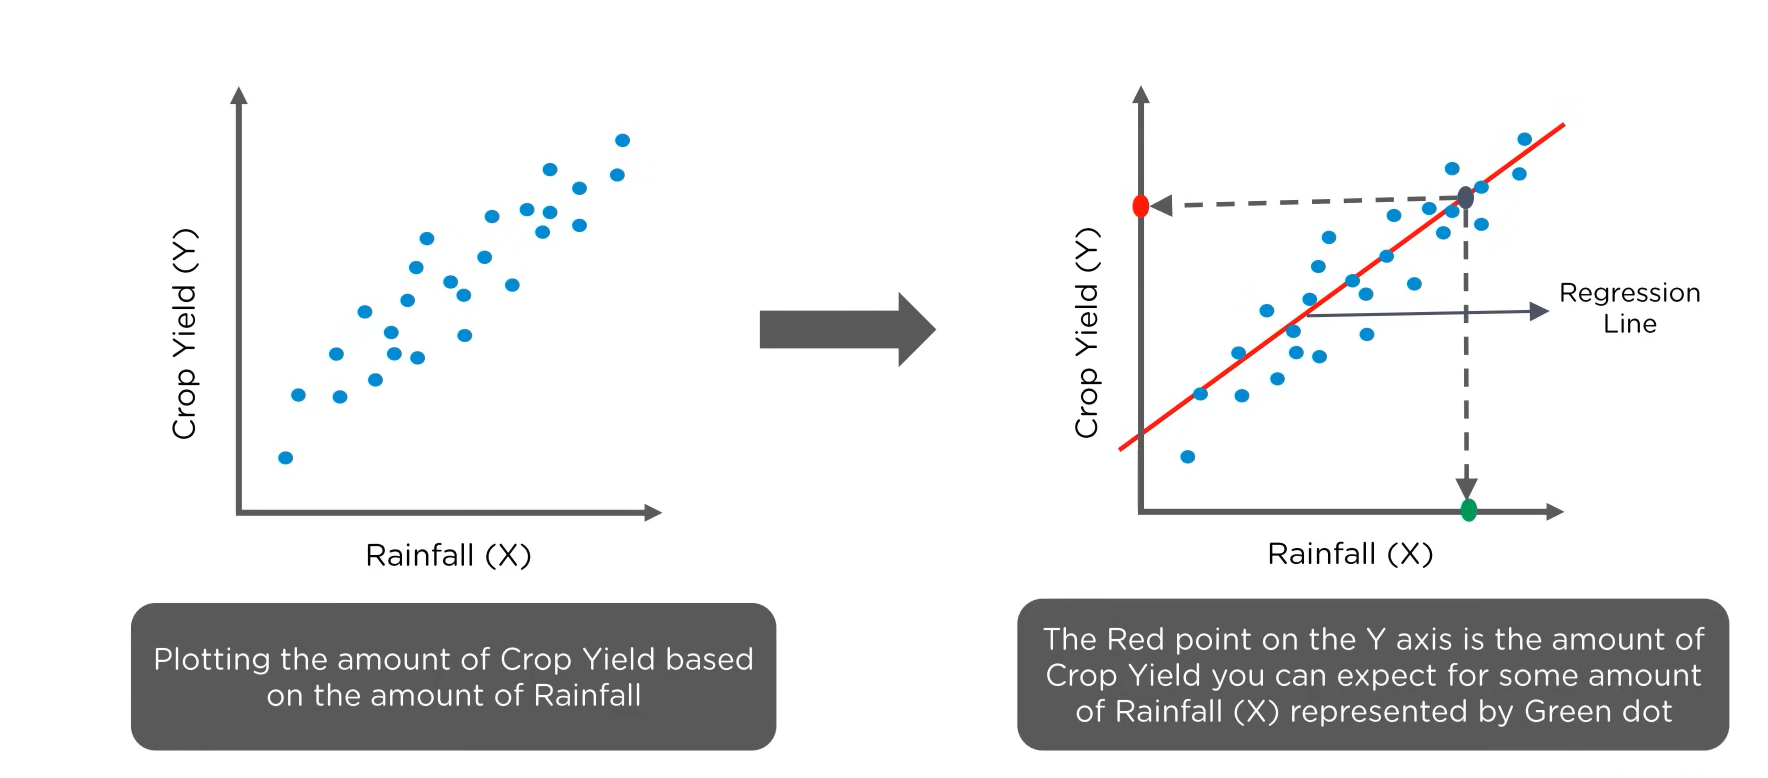 Crop Yield (Y)
Rainfall (X)
Plotting the amount of Crop Yield based
on the amount of Rainfall
Crop Yield (Y)
Regression
Line
Rainfall (X)
The Red point on the Y axis is the amount of
Crop Yield you can expect for some amount
of Rainfall (X) represented by Green dot